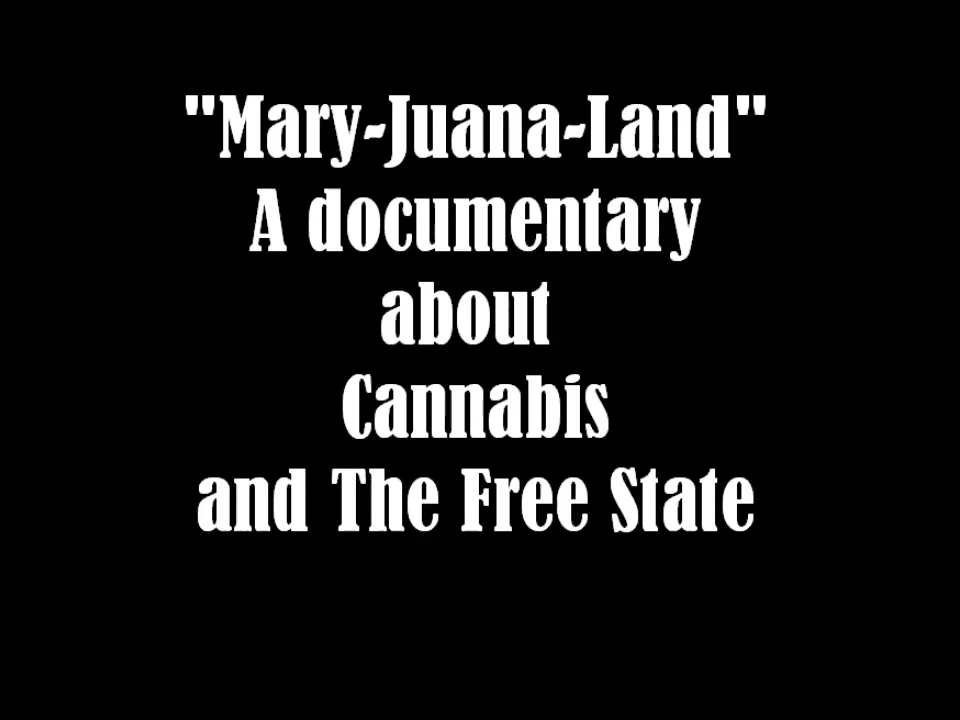 "Mary-Juana-Land"
A documentary
about
Cannabis
and The Free State